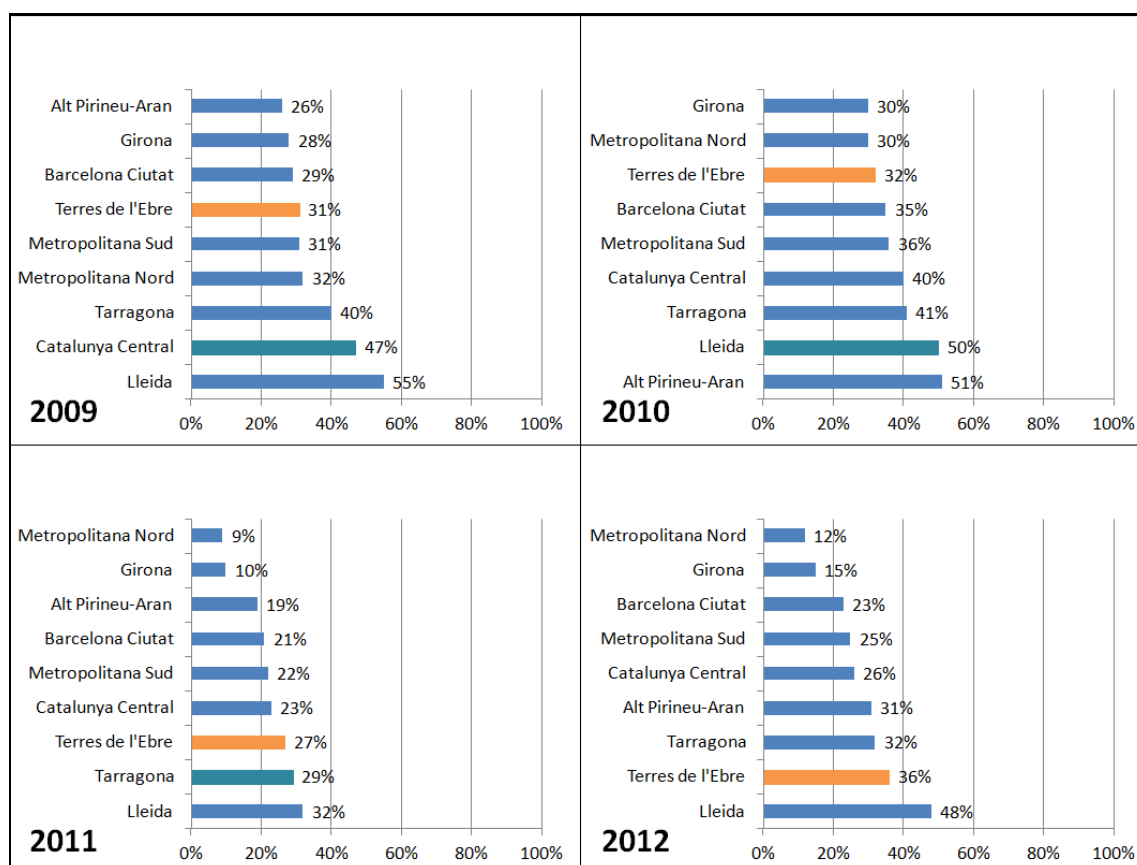 Alt Pirineu-Aran 26%
Girona 28%
Barcelona Ciutat 29%
Terres de l'Ebre 31%
Metropolitana Sud 31%
Metropolitana Nord 32%
Tarragona 40%
Catalunya Central 47%
Lleida 55%
2009
0% 20% 40% 60% 80% 100%
Girona 30%
Metropolitana Nord 30%
Terres de l'Ebre 32%
Barcelona Ciutat 35%
Metropolitana Sud 36%
Catalunya Central 40%
Tarragona 41%
Lleida 50%
Alt Pirineu-Aran 51%
2010
0% 20% 40% 60% 80% 100%
Metropolitana Nord 9%
Girona 10%
Alt Pirineu-Aran 19%
Barcelona Ciutat 21%
Metropolitana Sud 22%
Catalunya Central 23%
Terres de l'Ebre 27%
Tarragona 29%
Lleida 32%
2011
0% 20% 40% 60% 80% 100%
Metropolitana Nord 12%
Girona 15%
Barcelona Ciutat 23%
Metropolitana Sud 25%
Catalunya Central 26%
Alt Pirineu-Aran 31%
Tarragona 32%
Terres de l'Ebre 36%
Lleida 48%
2012
0% 20% 40% 60% 80% 100%